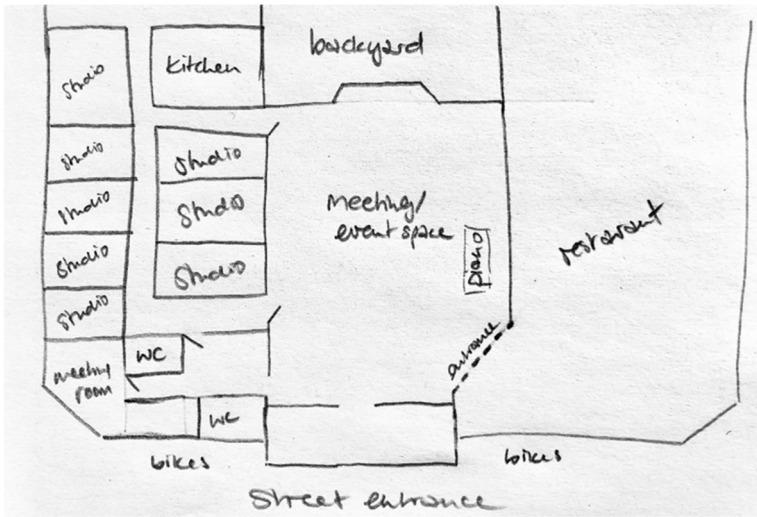 backyard
Kitchen
Studio
Studio
Studio
Studio
Studio
Studio
Studio
Studio
meeting/
event space
piano
restaurant
entrance
WC
meeting
room
WC
bikes
bikes
Street entrance